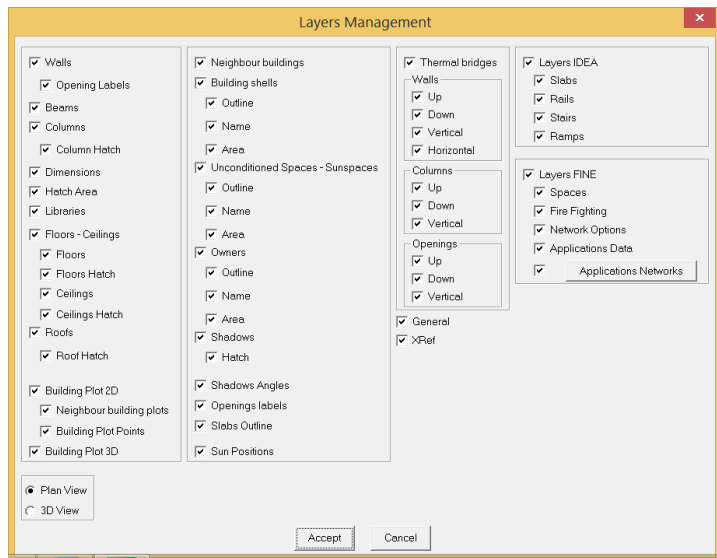 Layers Management
x
Walls
Opening Labels
Beams
Columns
Column Hatch
Dimensions
Hatch Area
Libraries
Floors - Ceilings
Floors
Floors Hatch
Ceilings
Ceilings Hatch
Roofs
Roof Hatch
Building Plot 2D
Neighbour building plots
Building Plot Points
Building Plot 3D
Neighbour buildings
Building shells
Outline
Name
Area
Unconditioned Spaces - Sunspaces
Outline
Name
Area
Owners
Outline
Name
Area
Shadows
Hatch
Shadows Angles
Openings labels
Slabs Outline
Sun Positions
Thermal bridges
Walls
Up
Down
Vertical
Horizontal
Columns
Up
Down
Vertical
Openings
Up
Down
Vertical
General
XRef
Layers IDEA
Slabs
Rails
Stairs
Ramps
Layers FINE
Spaces
Fire Fighting
Network Options
Applications Data
Applications Networks
Plan View
3D View
Accept
Cancel